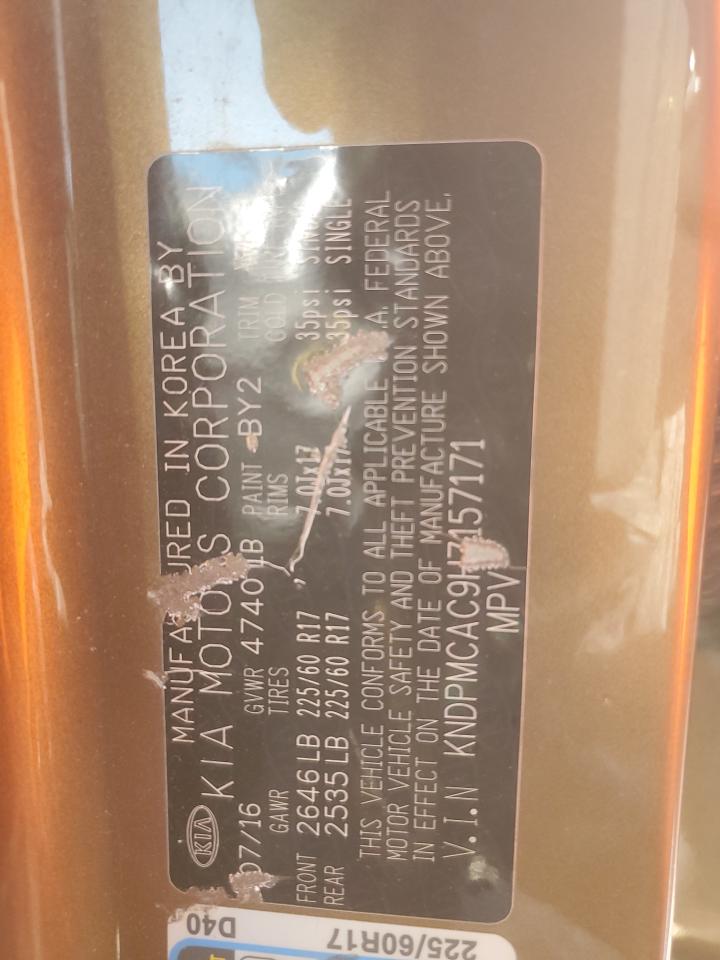 KIA
MANUFACTURED IN KOREA BY
KIA MOTORS CORPORATION
07/16 GVWR 4740LB PAINT BY2 TRIM
GAWR TIRES RIMS COLD
FRONT 2646LB 225/60 R17 7.0Jx17 35psi SINGLE
REAR 2535LB 225/60 R17 7.0Jx17 35psi SINGLE
THIS VEHICLE CONFORMS TO ALL APPLICABLE .A. FEDERAL
MOTOR VEHICLE SAFETY AND THEFT PREVENTION STANDARDS
IN EFFECT ON THE DATE OF MANUFACTURE SHOWN ABOVE.
V.I.N KNDPMCAC9H7157171
MPV
225/60R17
D40